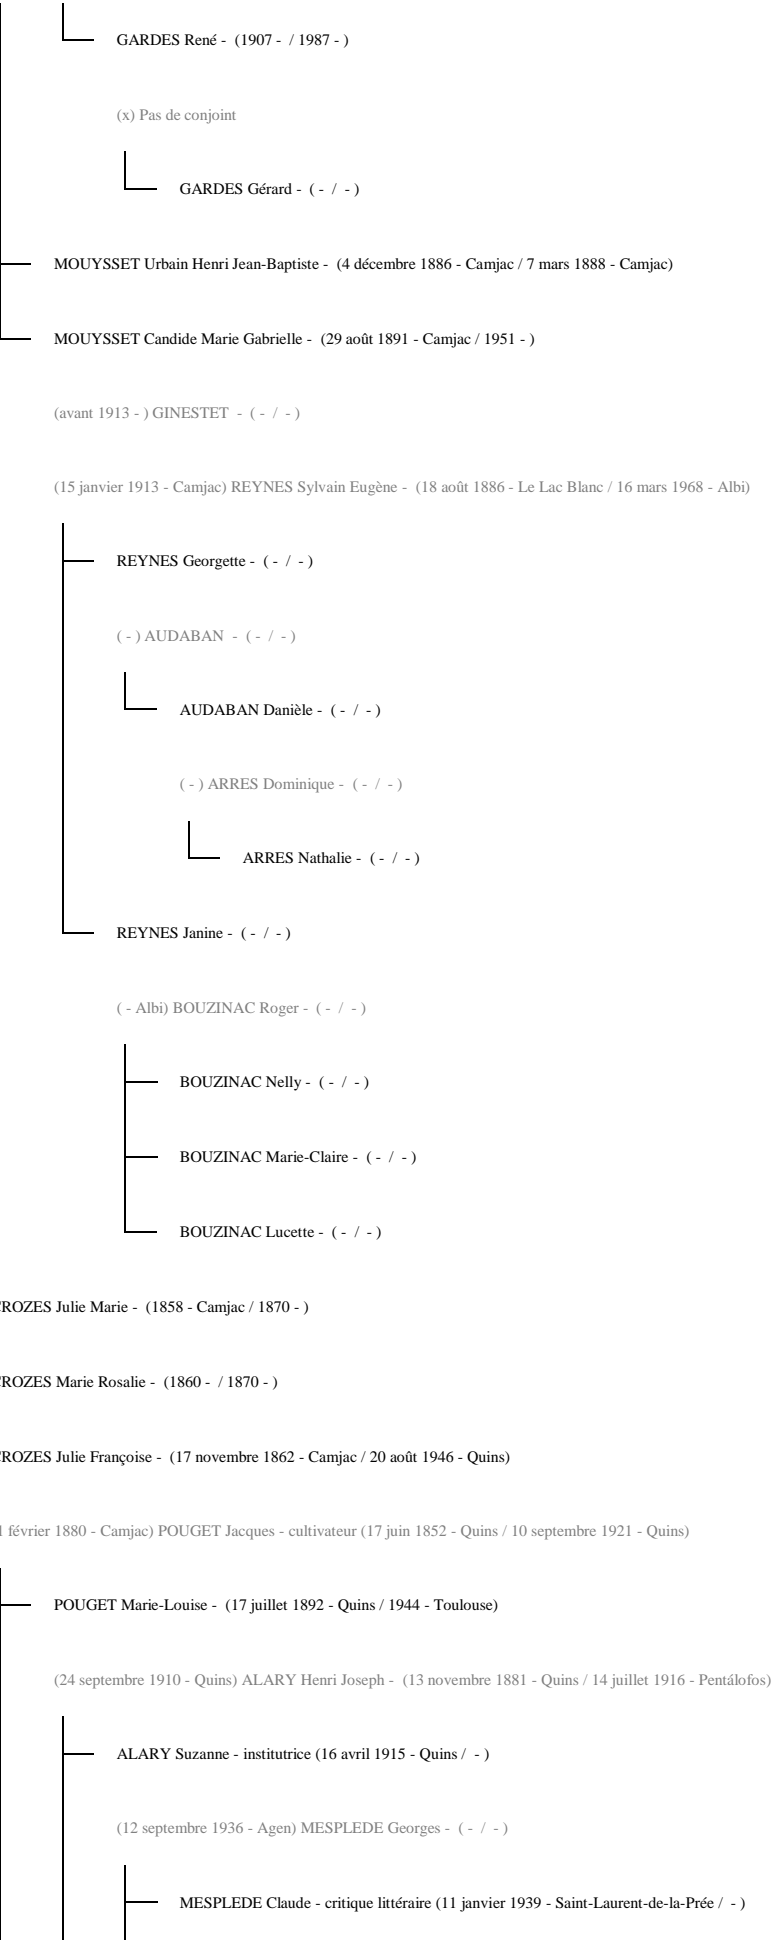 GARDES René -  (1907 -  / 1987 - )
(x) Pas de conjoint
GARDES Gérard -  ( -  /  - )
MOUYSSET Urbain Henri Jean-Baptiste -  (4 décembre 1886 - Camjac / 7 mars 1888 - Camjac)
MOUYSSET Candide Marie Gabrielle -  (29 août 1891 - Camjac / 1951 - )
(avant 1913 - ) GINESTET  -  ( -  /  - )
(15 janvier 1913 - Camjac) REYNES Sylvain Eugène -  (18 août 1886 - Le Lac Blanc / 16 mars 1968 - Albi)
REYNES Georgette -  ( -  /  - )
( - ) AUDABAN  -  ( -  /  - )
AUDABAN Danièle -  ( -  /  - )
( - ) ARRES Dominique -  ( -  /  - )
ARRES Nathalie -  ( -  /  - )
REYNES Janine -  ( -  /  - )
( - Albi) BOUZINAC Roger -  ( -  /  - )
BOUZINAC Nelly -  ( -  /  - )
BOUZINAC Marie-Claire -  ( -  /  - )
BOUZINAC Lucette -  ( -  /  - )
ROZES Julie Marie -  (1858 - Camjac / 1870 - )
ROZES Marie Rosalie -  (1860 -  / 1870 - )
ROZES Julie Françoise -  (17 novembre 1862 - Camjac / 20 août 1946 - Quins)
février 1880 - Camjac) POUGET Jacques - cultivateur (17 juin 1852 - Quins / 10 septembre 1921 - Quins)
POUGET Marie-Louise -  (17 juillet 1892 - Quins / 1944 - Toulouse)
(24 septembre 1910 - Quins) ALARY Henri Joseph -  (13 novembre 1881 - Quins / 14 juillet 1916 - Pentálofos)
ALARY Suzanne - institutrice (16 avril 1915 - Quins /  - )
(12 septembre 1936 - Agen) MESPLEDE Georges -  ( -  /  - )
MESPLEDE Claude - critique littéraire (11 janvier 1939 - Saint-Laurent-de-la-Prée /  - )